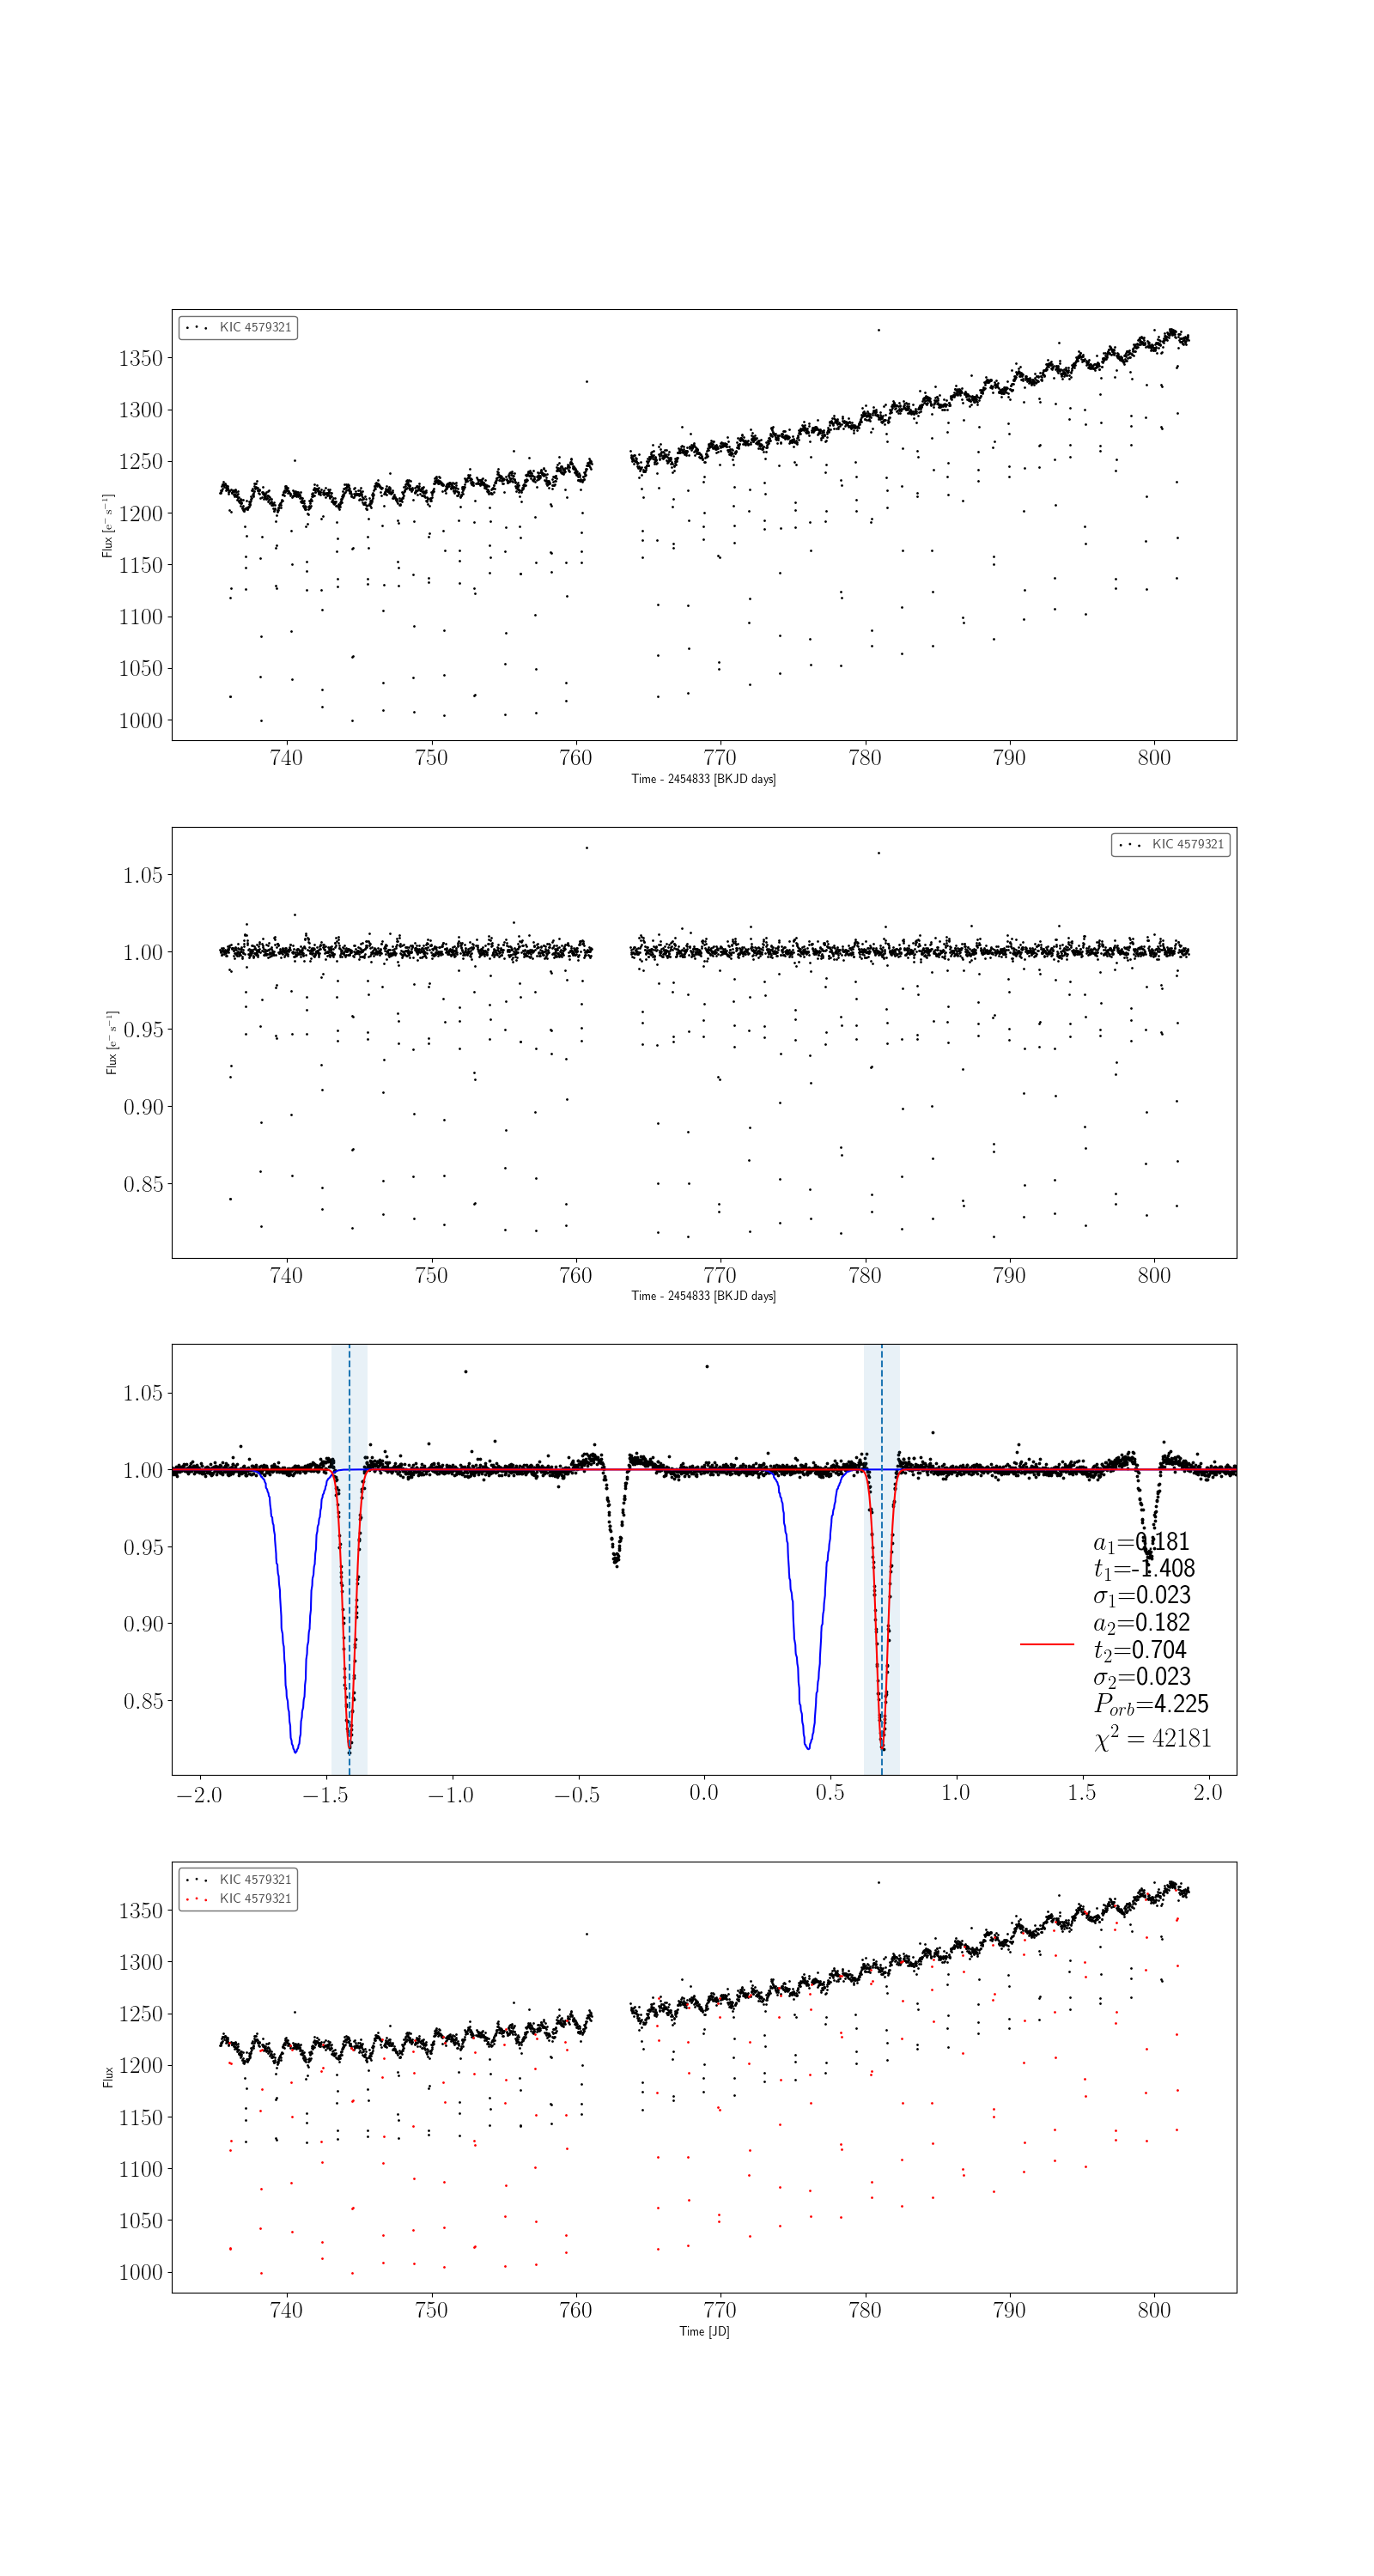 KIC 4579321
1350
1300
1250
1200
1150
1100
1050
1000
Flux [e⁻ s⁻¹]
740 750 760 770 780 790 800
Time - 2454833 [BKJD days]
KIC 4579321
1.05
1.00
0.95
0.90
0.85
Flux [e⁻ s⁻¹]
740 750 760 770 780 790 800
Time - 2454833 [BKJD days]
1.05
1.00
0.95
0.90
0.85
a₁=0.181
t₁=-1.408
σ₁=0.023
a₂=0.182
t₂=0.704
σ₂=0.023
P_orb=4.225
χ² = 42181
−2.0 −1.5 −1.0 −0.5 0.0 0.5 1.0 1.5 2.0
KIC 4579321
KIC 4579321
1350
1300
1250
1200
1150
1100
1050
1000
Flux
740 750 760 770 780 790 800
Time [JD]